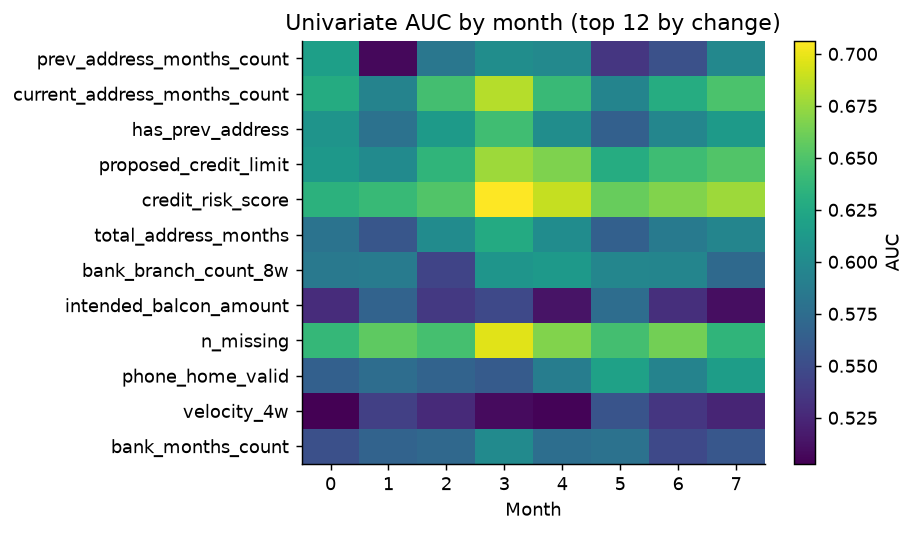 Univariate AUC by month (top 12 by change)
prev_address_months_count
current_address_months_count
has_prev_address
proposed_credit_limit
credit_risk_score
total_address_months
bank_branch_count_8w
intended_balcon_amount
n_missing
phone_home_valid
velocity_4w
bank_months_count
0 1 2 3 4 5 6 7
Month
0.700
0.675
0.650
0.625
0.600
0.575
0.550
0.525
AUC